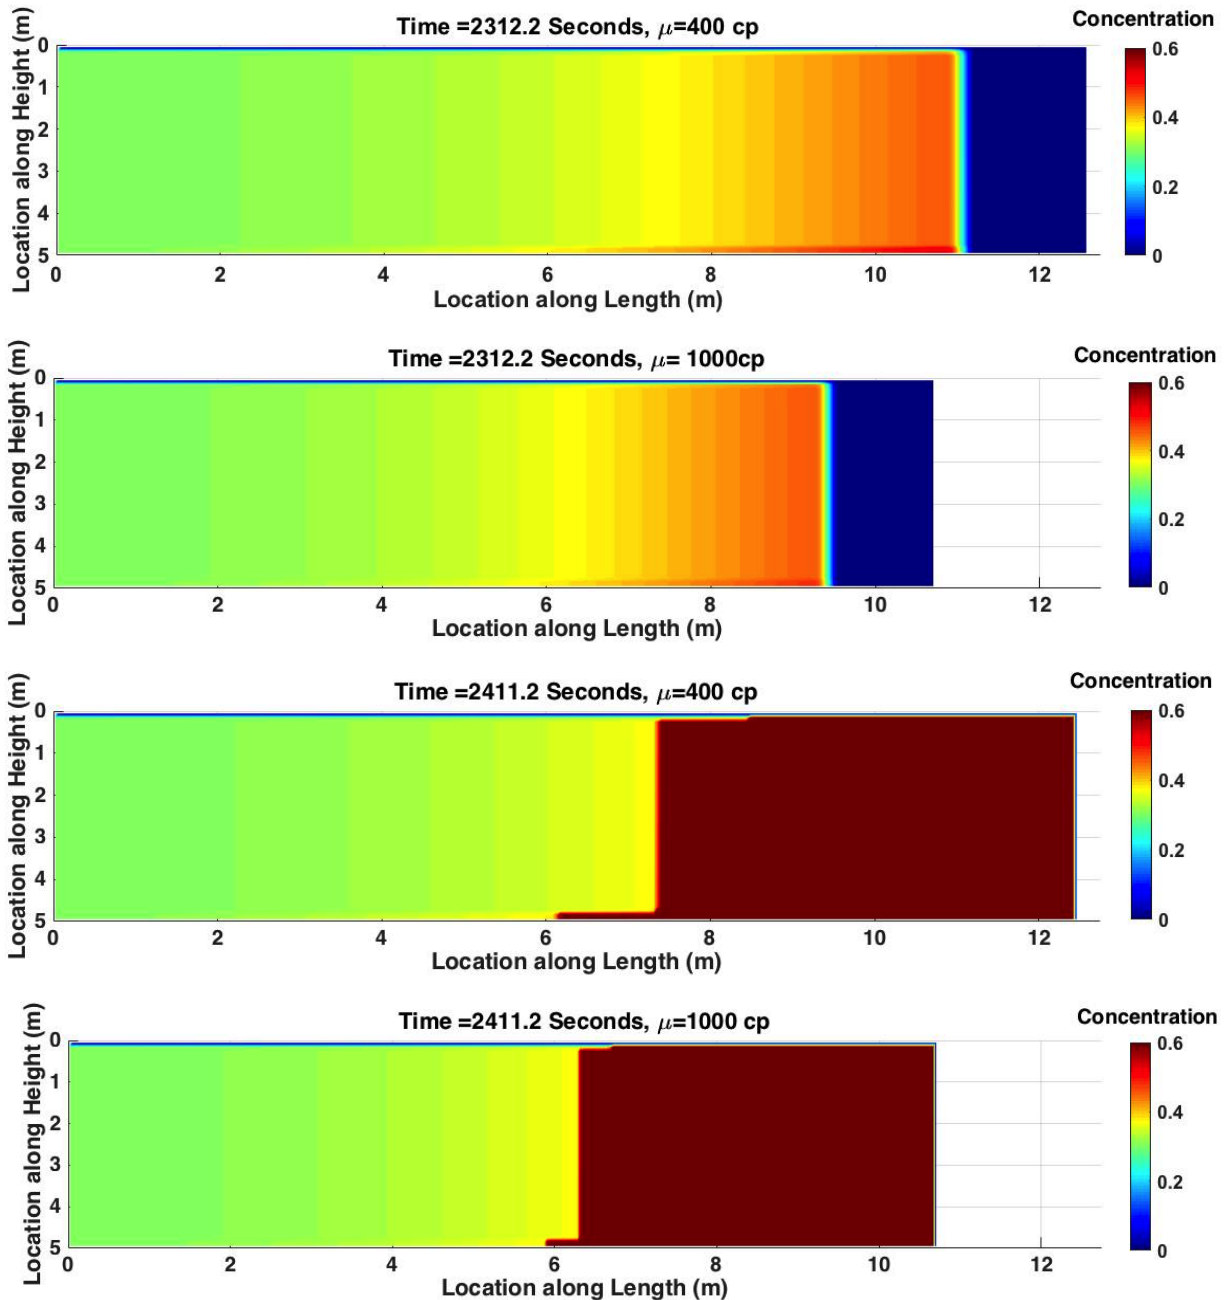 Time =2312.2 Seconds, μ=400 cp
Concentration
Location along Height (m)
0
1
2
3
4
5
0 2 4 6 8 10 12
Location along Length (m)
0.6
0.4
0.2
0
Time =2312.2 Seconds, μ= 1000cp
Concentration
Location along Height (m)
0
1
2
3
4
5
0 2 4 6 8 10 12
Location along Length (m)
0.6
0.4
0.2
0
Time =2411.2 Seconds, μ=400 cp
Concentration
Location along Height (m)
0
1
2
3
4
5
0 2 4 6 8 10 12
Location along Length (m)
0.6
0.4
0.2
0
Time =2411.2 Seconds, μ=1000 cp
Concentration
Location along Height (m)
0
1
2
3
4
5
0 2 4 6 8 10 12
Location along Length (m)
0.6
0.4
0.2
0